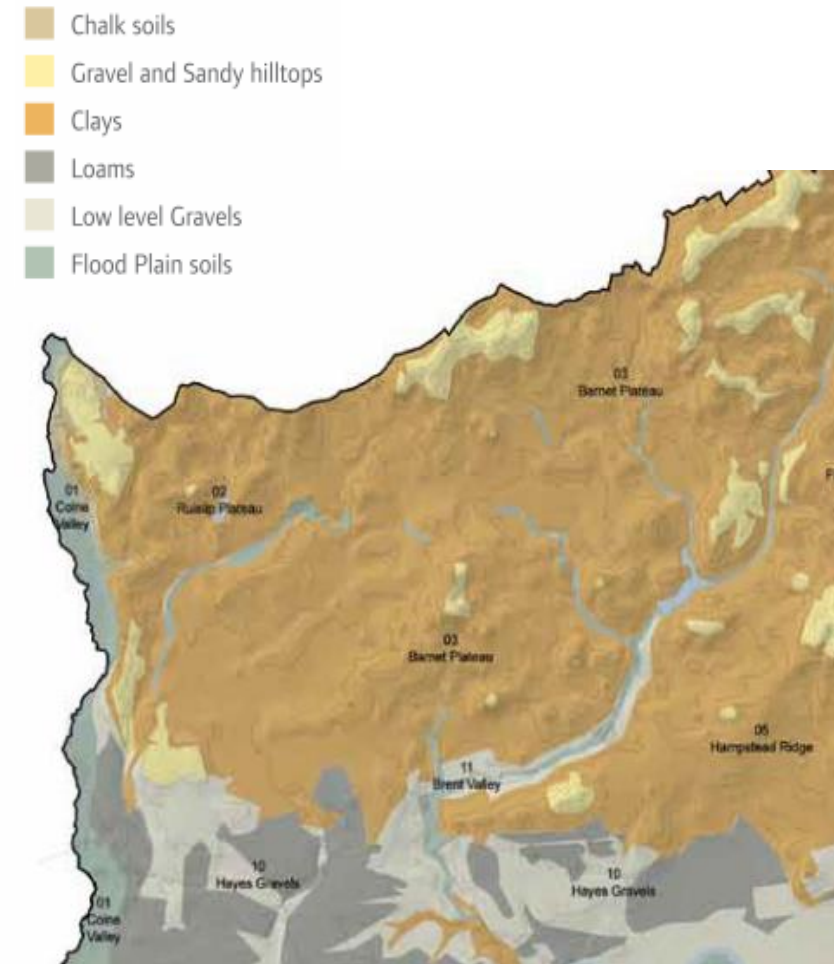 Chalk soils
Gravel and Sandy hilltops
Clays
Loams
Low level Gravels
Flood Plain soils
03
Barnet Plateau
01
Colne
Valley
02
Ruislip Plateau
03
Barnet Plateau
05
Hampstead Ridge
11
Brent Valley
10
Hayes Gravels
10
Hayes Gravels
01
Colne
Valley